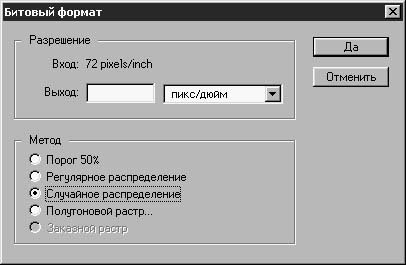 Битовый формат
Разрешение
Вход: 72 pixels/inch
Выход: пикс/дюйм
Да
Отменить
Метод
Порог 50%
Регулярное распределение
Случайное распределение
Полутоновой растр...
Заказной растр